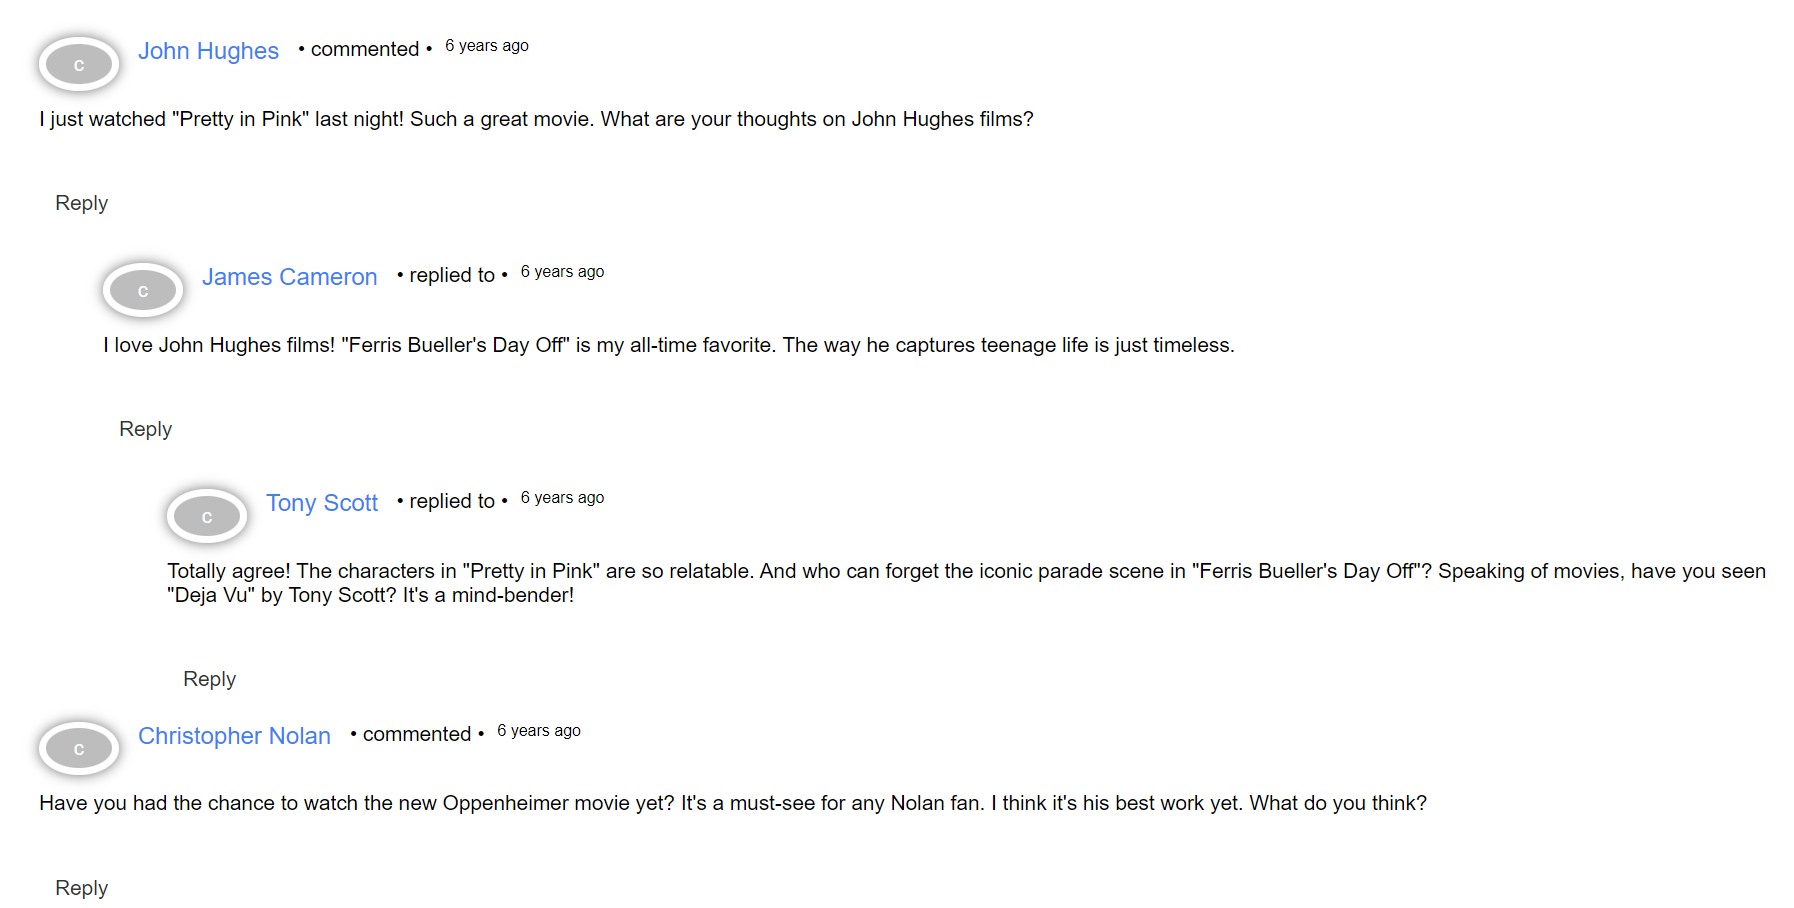 C John Hughes • commented • 6 years ago
I just watched "Pretty in Pink" last night! Such a great movie. What are your thoughts on John Hughes films?
Reply
C James Cameron • replied to • 6 years ago
I love John Hughes films! "Ferris Bueller's Day Off" is my all-time favorite. The way he captures teenage life is just timeless.
Reply
C Tony Scott • replied to • 6 years ago
Totally agree! The characters in "Pretty in Pink" are so relatable. And who can forget the iconic parade scene in "Ferris Bueller's Day Off"? Speaking of movies, have you seen
"Deja Vu" by Tony Scott? It's a mind-bender!
Reply
C Christopher Nolan • commented • 6 years ago
Have you had the chance to watch the new Oppenheimer movie yet? It's a must-see for any Nolan fan. I think it's his best work yet. What do you think?
Reply